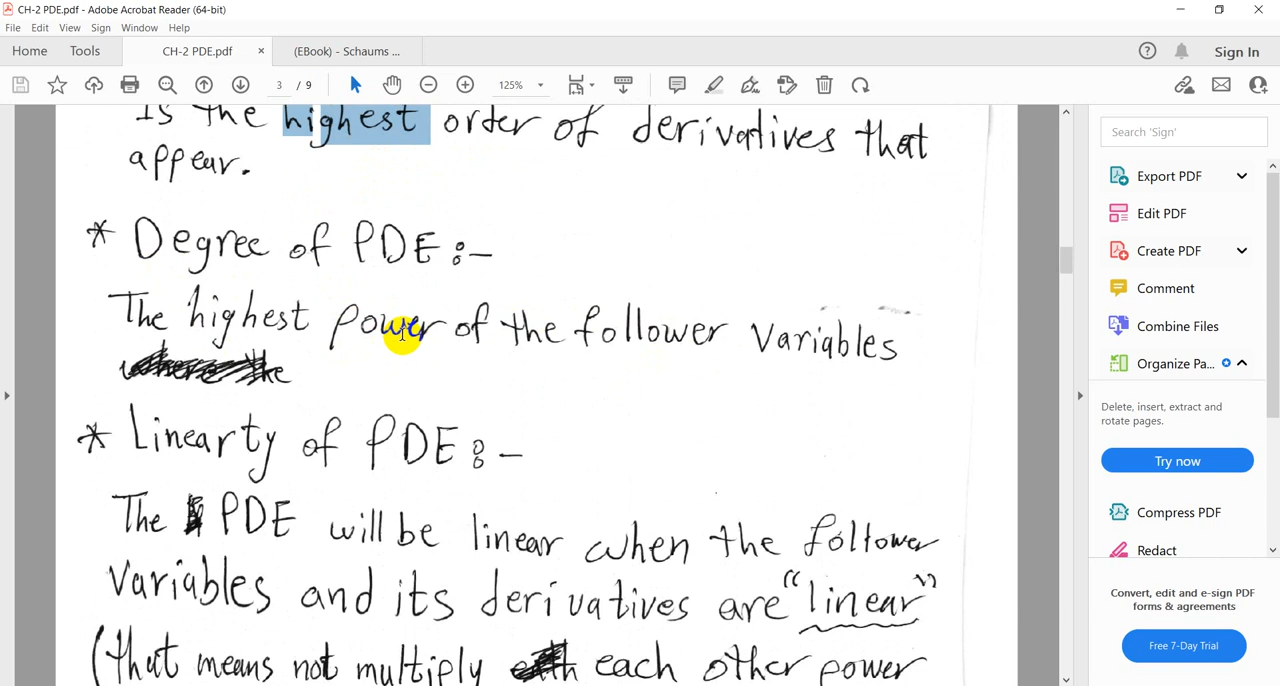 CH-2 PDE.pdf - Adobe Acrobat Reader (64-bit)
File Edit View Sign Window Help
Home Tools CH-2 PDE.pdf × (EBook) - Schaums ... Sign In
3 / 9 125%
Is the highest order of derivatives that
appear.
* Degree of PDE :-
The highest power of the follower variables
* Linearty of PDE :-
The PDE will be linear when the follower
Variables and its derivatives are "linear"
(that means not multiply each other power
Search 'Sign'
Export PDF
Edit PDF
Create PDF
Comment
Combine Files
Organize Pa...
Delete, insert, extract and
rotate pages.
Try now
Compress PDF
Redact
Convert, edit and e-sign PDF
forms & agreements
Free 7-Day Trial